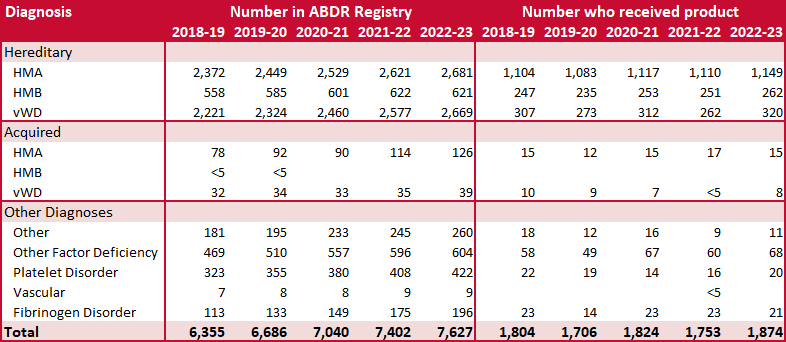 Diagnosis Number in ABDR Registry Number who received product
2018-19 2019-20 2020-21 2021-22 2022-23 2018-19 2019-20 2020-21 2021-22 2022-23
Hereditary
HMA 2,372 2,449 2,529 2,621 2,681 1,104 1,083 1,117 1,110 1,149
HMB 558 585 601 622 621 247 235 253 251 262
vWD 2,221 2,324 2,460 2,577 2,669 307 273 312 262 320
Acquired
HMA 78 92 90 114 126 15 12 15 17 15
HMB <5 <5
vWD 32 34 33 35 39 10 9 7 <5 8
Other Diagnoses
Other 181 195 233 245 260 18 12 16 9 11
Other Factor Deficiency 469 510 557 596 604 58 49 67 60 68
Platelet Disorder 323 355 380 408 422 22 19 14 16 20
Vascular 7 8 8 9 9 <5
Fibrinogen Disorder 113 133 149 175 196 23 14 23 23 21
Total 6,355 6,686 7,040 7,402 7,627 1,804 1,706 1,824 1,753 1,874